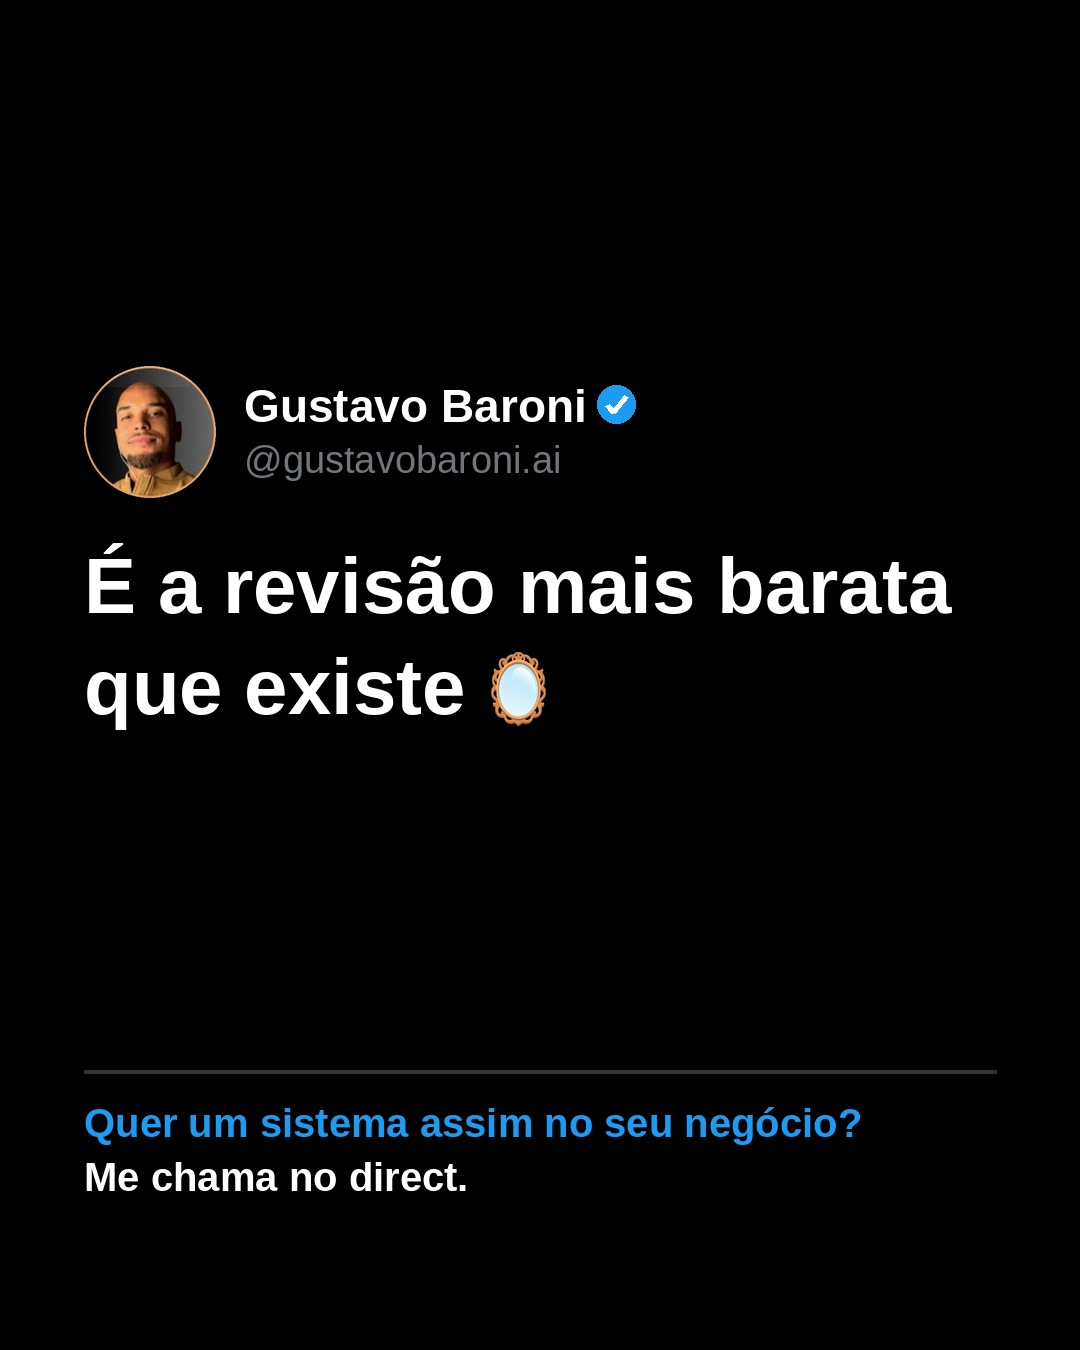 Gustavo Baroni
@gustavobaroni.ai
É a revisão mais barata
que existe 🪞
Quer um sistema assim no seu negócio?
Me chama no direct.